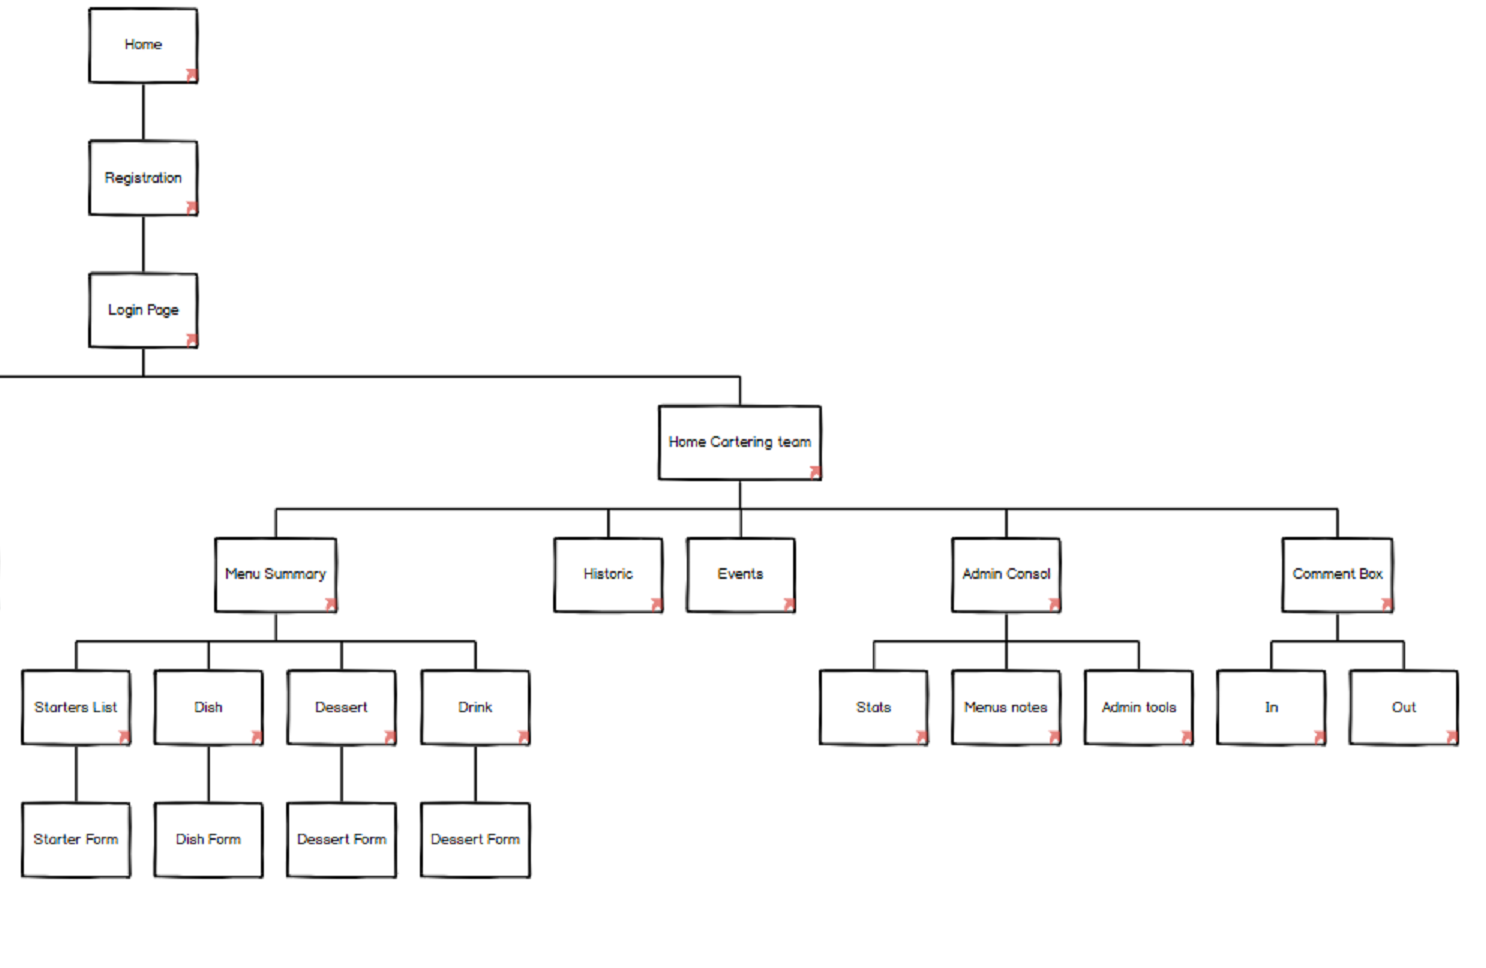 Home
Registration
Login Page
Home Cartering team
Menu Summary
Historic
Events
Admin Consol
Comment Box
Starters List
Dish
Dessert
Drink
Stats
Menus notes
Admin tools
In
Out
Starter Form
Dish Form
Dessert Form
Dessert Form